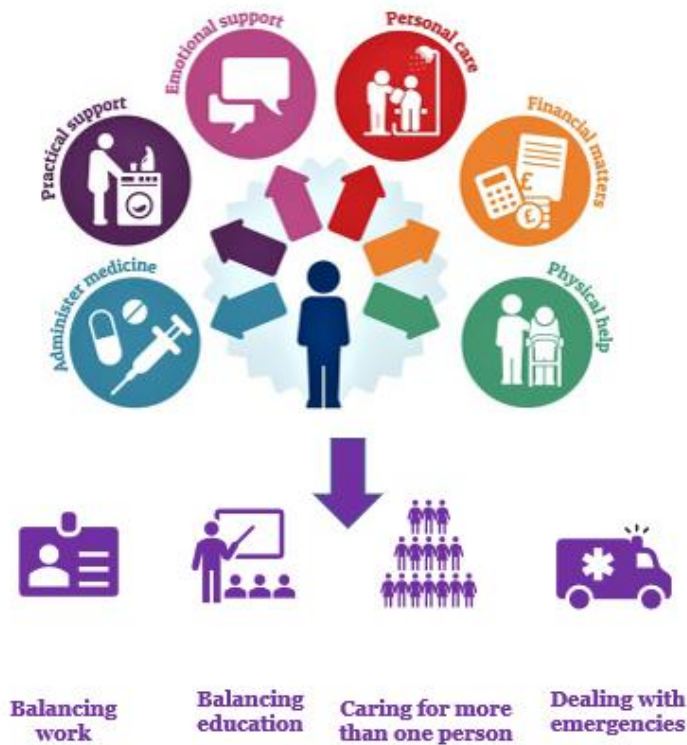 Emotional support
Personal care
Practical support
Financial matters
£
£
Administer medicine
Physical help
Balancing
work
Balancing
education
Caring for more
than one person
Dealing with
emergencies